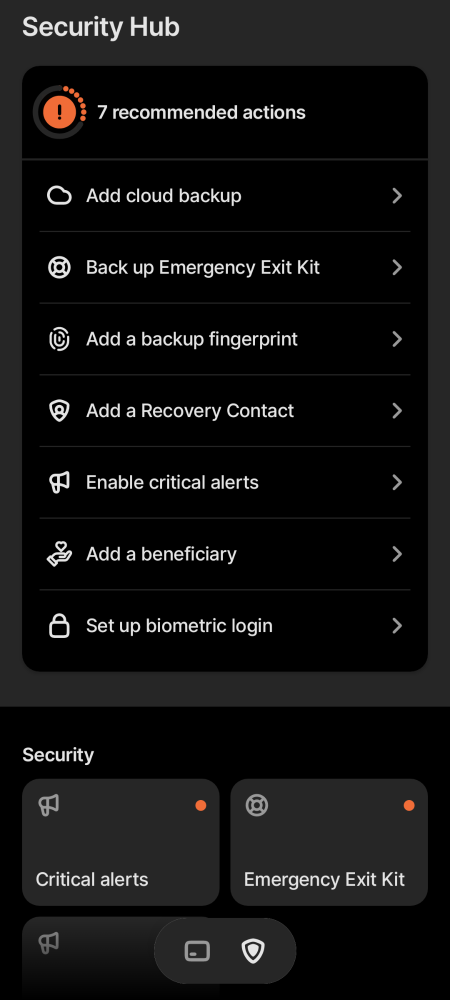 Security Hub
7 recommended actions
Add cloud backup
Back up Emergency Exit Kit
Add a backup fingerprint
Add a Recovery Contact
Enable critical alerts
Add a beneficiary
Set up biometric login
Security
Critical alerts
Emergency Exit Kit